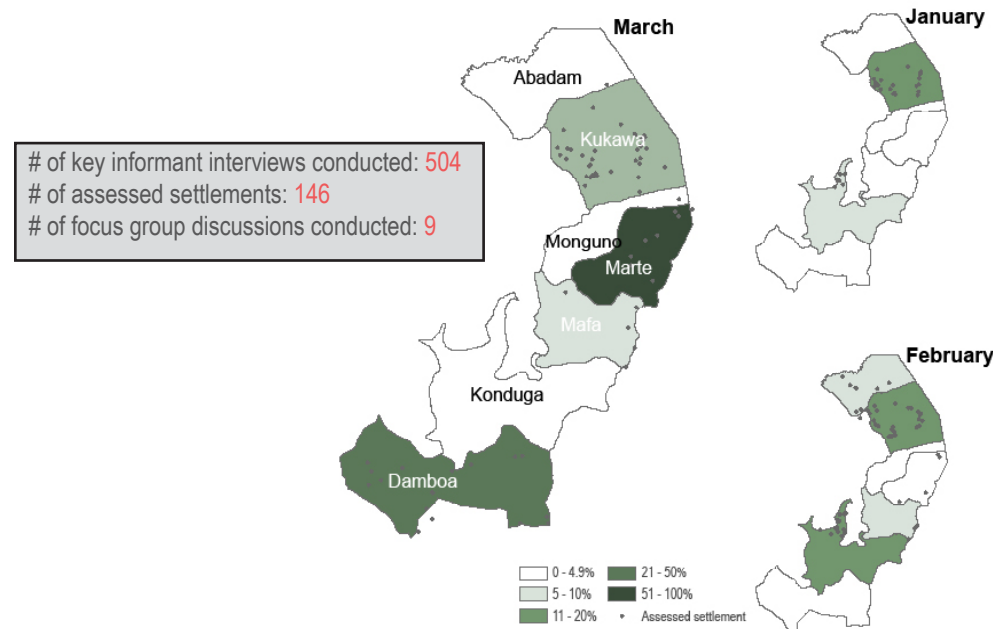 March
January
Abadam
Kukawa
# of key informant interviews conducted: 504
# of assessed settlements: 146
# of focus group discussions conducted: 9
Monguno
Marte
Mafa
February
Konduga
Damboa
0 - 4.9%
21 - 50%
5 - 10%
51 - 100%
11 - 20%
Assessed settlement